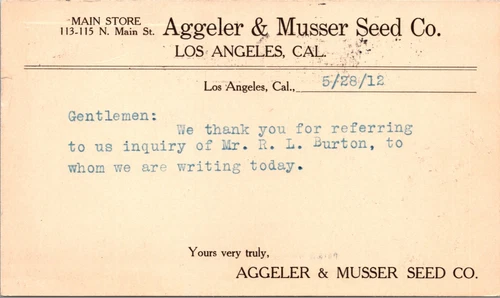 MAIN STORE
113-115 N. Main St.
Aggeler & Musser Seed Co.
LOS ANGELES, CAL.
Los Angeles, Cal., 5/28/12
Gentlemen:
We thank you for referring
to us inquiry of Mr. R. L. Burton, to
whom we are writing today.
Yours very truly,
AGGELER & MUSSER SEED CO.